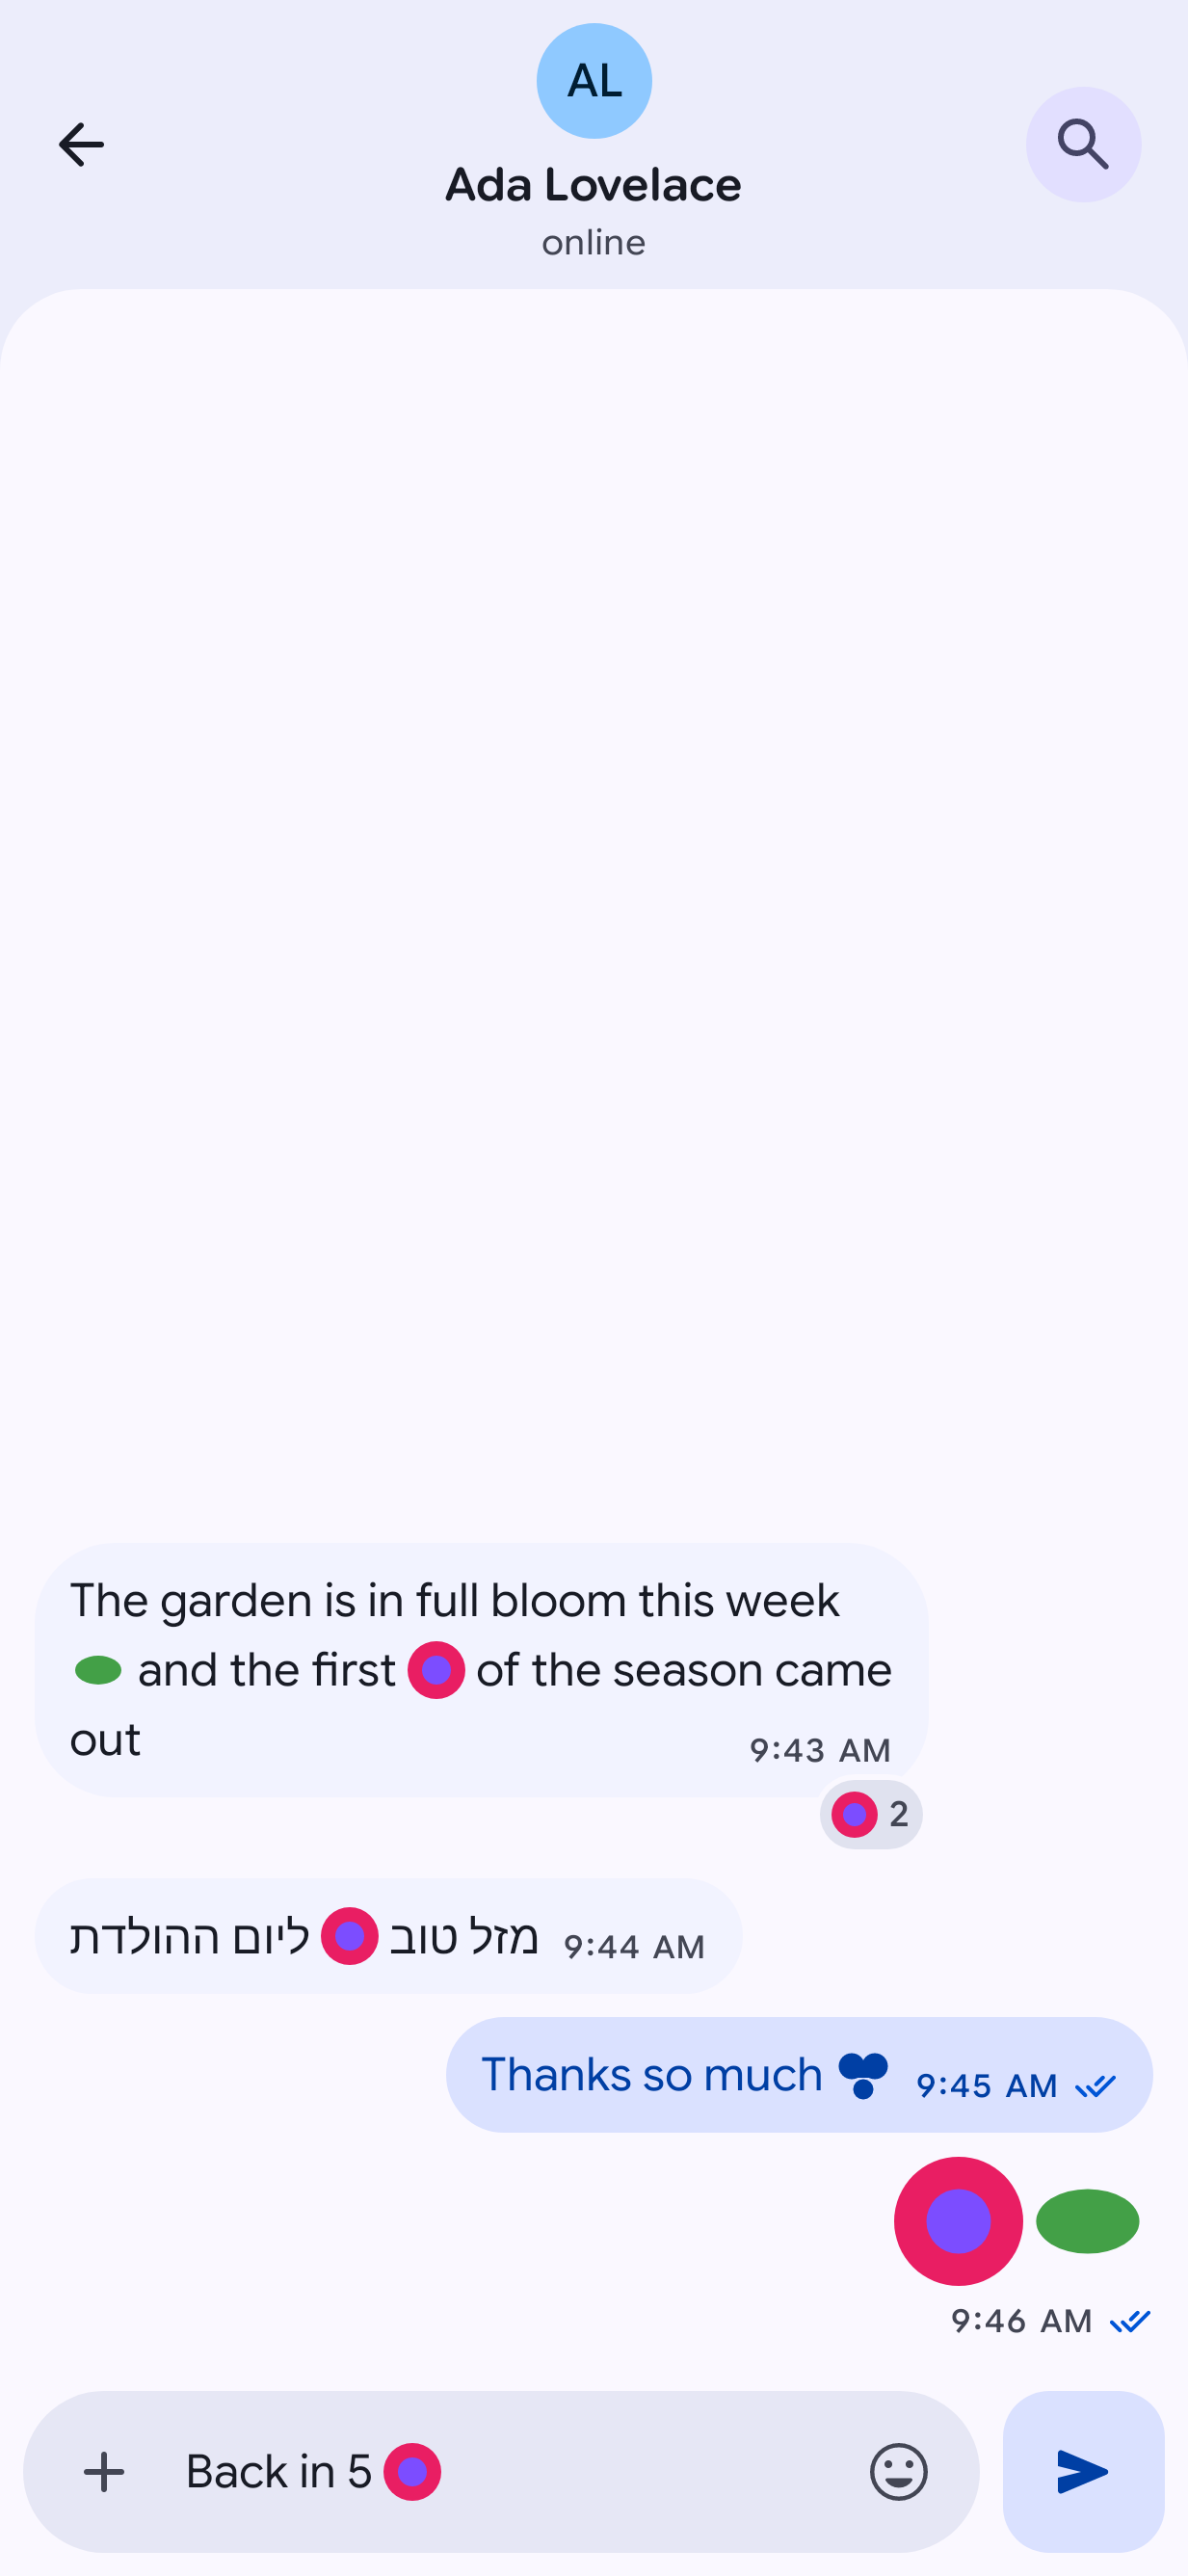 AL
Ada Lovelace
online
The garden is in full bloom this week
and the first of the season came
out
9:43 AM
2
מזל טוב ליום ההולדת
9:44 AM
Thanks so much
9:45 AM
9:46 AM
Back in 5